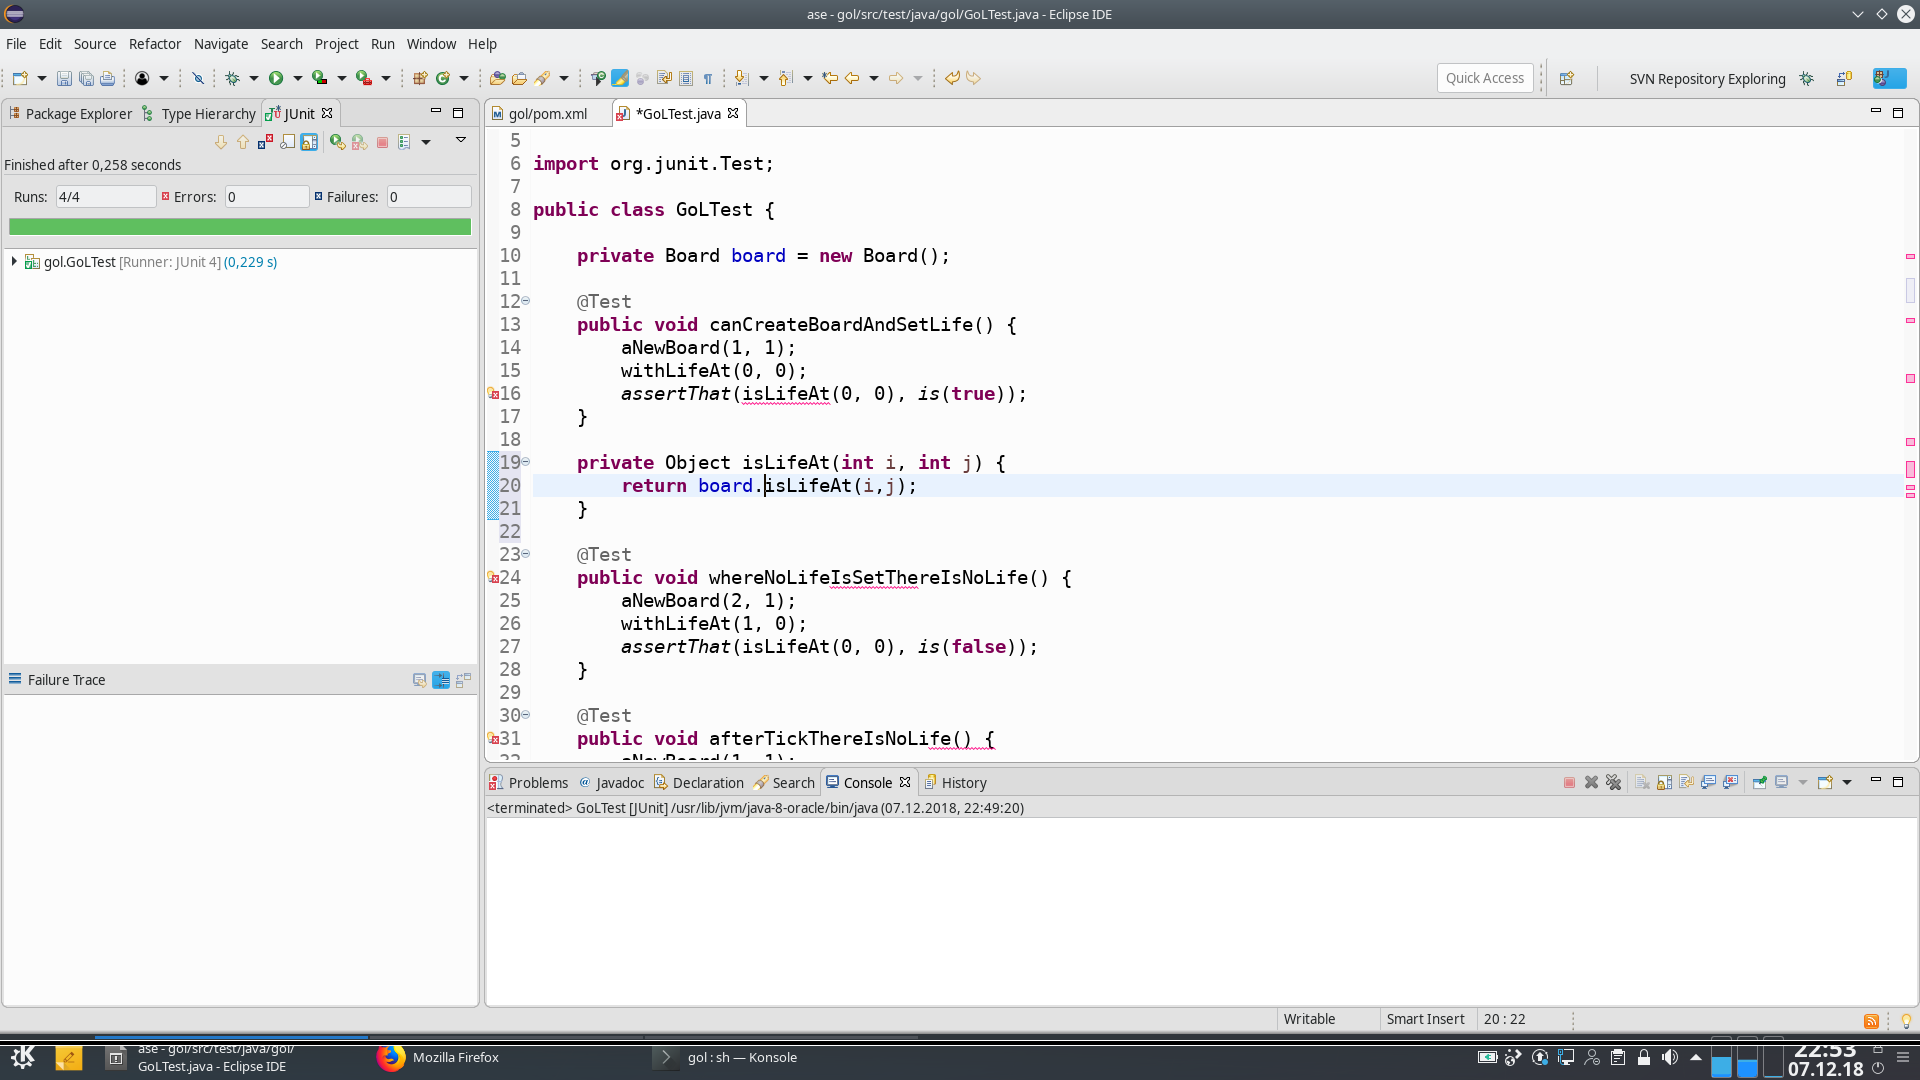 ase - gol/src/test/java/gol/GoLTest.java - Eclipse IDE
File Edit Source Refactor Navigate Search Project Run Window Help
Quick Access
SVN Repository Exploring
Package Explorer Type Hierarchy JUnit
Finished after 0,258 seconds
Runs: 4/4 Errors: 0 Failures: 0
gol.GoLTest [Runner: JUnit 4] (0,229 s)
Failure Trace
gol/pom.xml *GoLTest.java
5
6 import org.junit.Test;
7
8 public class GoLTest {
9
10 private Board board = new Board();
11
12 @Test
13 public void canCreateBoardAndSetLife() {
14 aNewBoard(1, 1);
15 withLifeAt(0, 0);
16 assertThat(isLifeAt(0, 0), is(true));
17 }
18
19 private Object isLifeAt(int i, int j) {
20 return board.isLifeAt(i,j);
21 }
22
23 @Test
24 public void whereNoLifeIsSetThereIsNoLife() {
25 aNewBoard(2, 1);
26 withLifeAt(1, 0);
27 assertThat(isLifeAt(0, 0), is(false));
28 }
29
30 @Test
31 public void afterTickThereIsNoLife() {
aNewBoard(1, 1);
Problems Javadoc Declaration Search Console History
<terminated> GoLTest [JUnit] /usr/lib/jvm/java-8-oracle/bin/java (07.12.2018, 22:49:20)
Writable Smart Insert 20 : 22
ase - gol/src/test/java/gol/
GoLTest.java - Eclipse IDE
Mozilla Firefox
gol : sh — Konsole
22:53
07.12.18